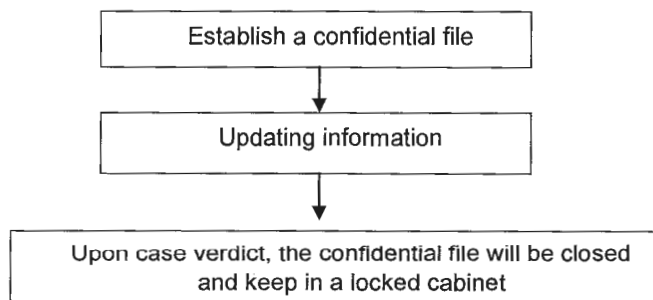 Establish a confidential file
Updating information
Upon case verdict, the confidential file will be closed
and keep in a locked cabinet